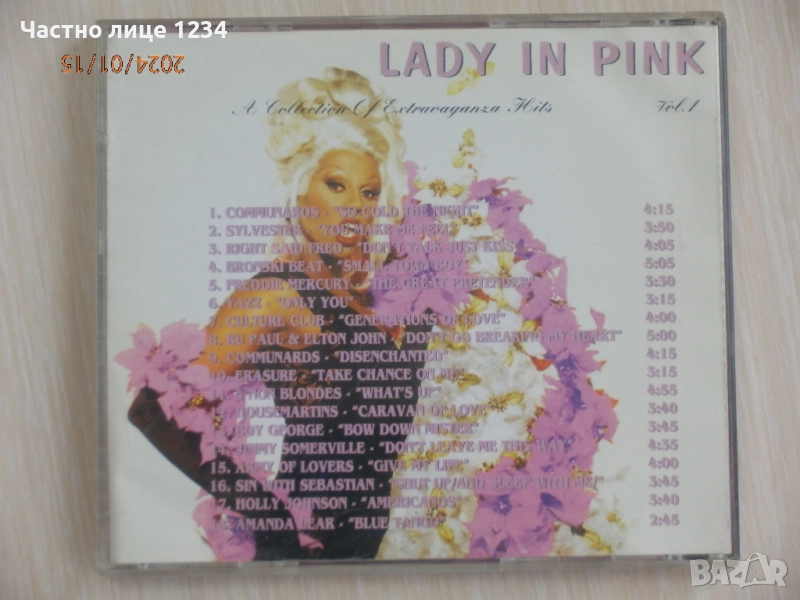 Частно лице 1234
2024/01/15
LADY IN PINK
A Collection Of Extravaganza Hits Vol.1
1. COMMUNARDS - "SO COLD THE NIGHT" 4:15
2. SYLVESTER - "YOU MAKE ME FEEL" 3:50
3. RIGHT SAID FRED - "DON'T TALK JUST KISS" 4:05
4. BRONSKI BEAT - "SMALL TOWN BOY" 5:05
5. FREDDIE MERCURY - "THE GREAT PRETENDER" 3:30
6. YAZZ - "ONLY YOU" 3:15
7. CULTURE CLUB - "GENERATIONS OF LOVE" 4:00
8. RU PAUL & ELTON JOHN - "DON'T GO BREAKING MY HEART" 5:00
9. COMMUNARDS - "DISENCHANTED" 4:15
10. ERASURE - "TAKE CHANCE ON ME" 3:15
NON BLONDES - "WHAT'S UP" 4:55
HOUSEMARTINS - "CARAVAN OF LOVE" 3:40
BOY GEORGE - "BOW DOWN MISTER" 3:45
14. JIMMY SOMERVILLE - "DON'T LEAVE ME THIS WAY" 4:35
15. ARMY OF LOVERS - "GIVE MY LIFE" 4:00
16. SIN WITH SEBASTIAN - "SHUT UP/AND SLEEP WITH ME/" 3:45
17. HOLLY JOHNSON - "AMERICANOS" 3:40
AMANDA LEAR - "BLUE TANGO" 2:45
BAZAR